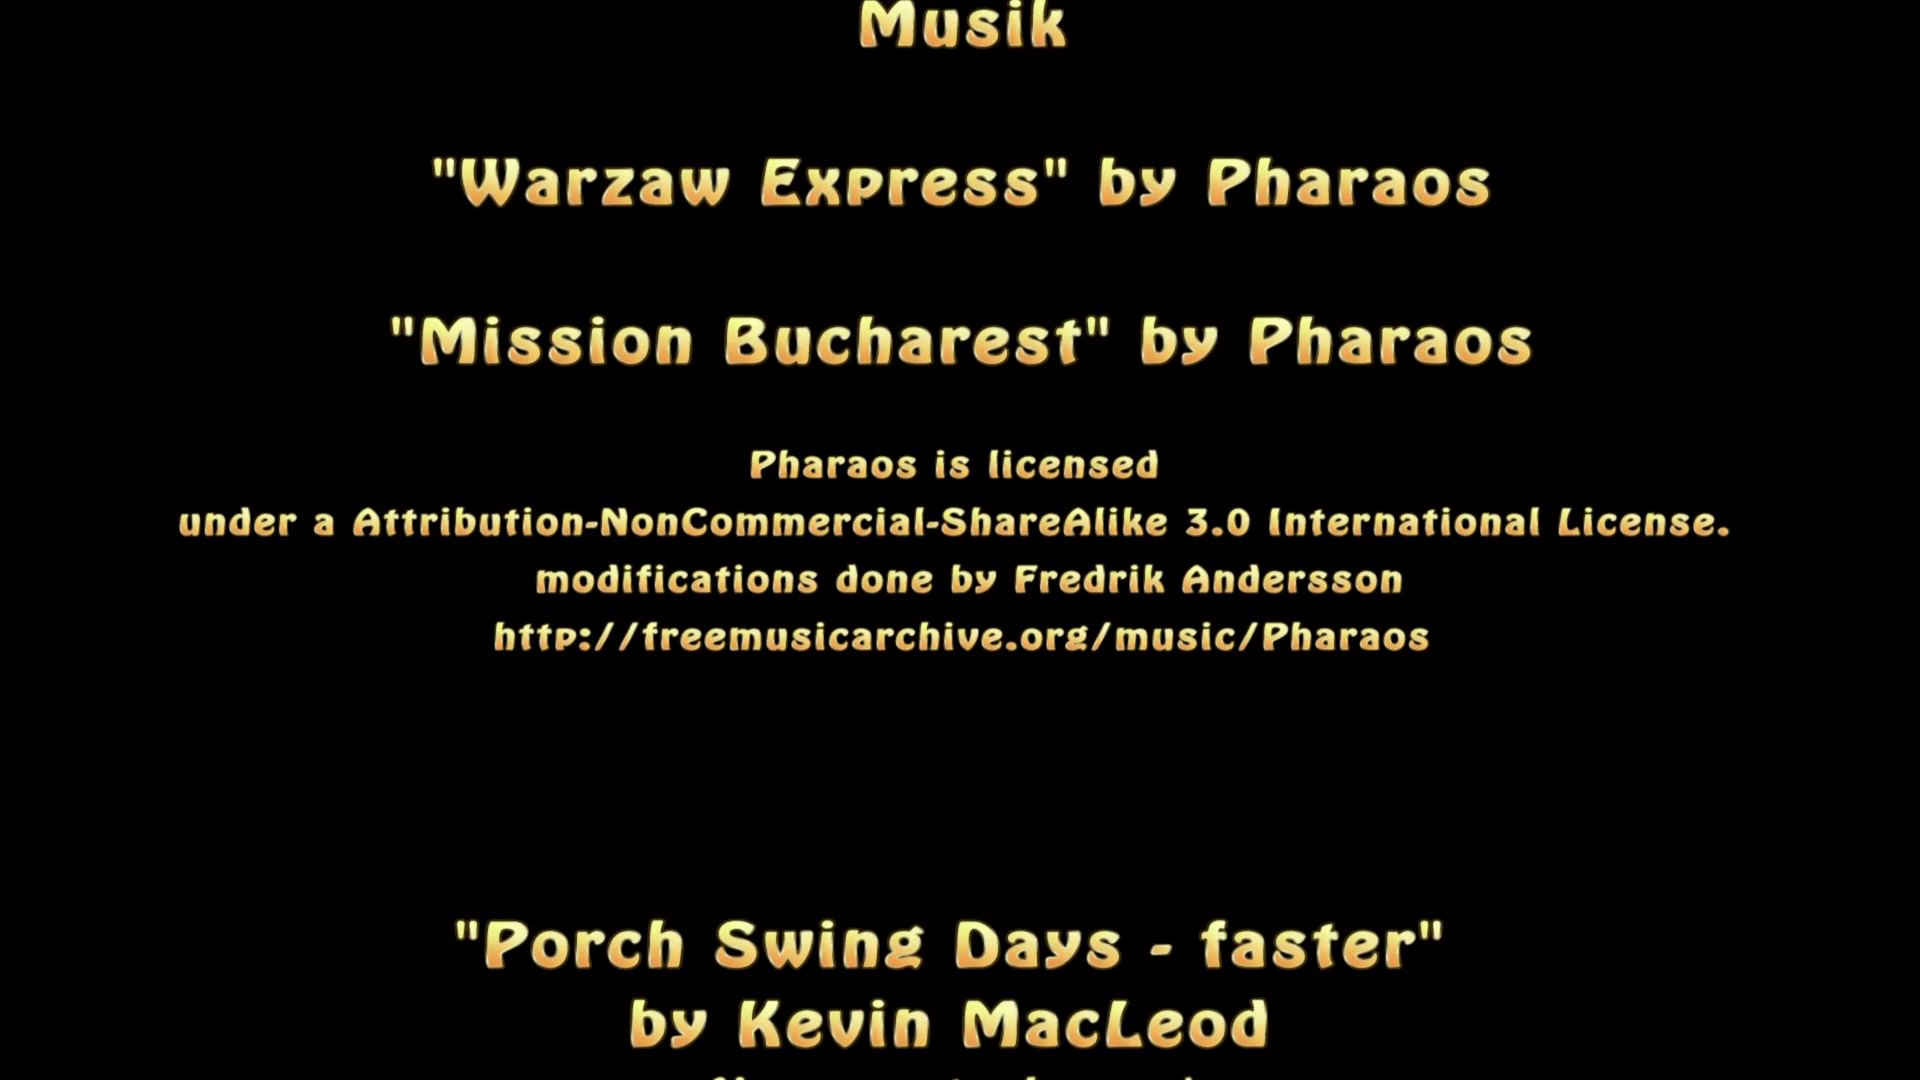 Musik
"Warzaw Express" by Pharaos
"Mission Bucharest" by Pharaos
Pharaos is licensed
under a Attribution-NonCommercial-ShareAlike 3.0 International License.
modifications done by Fredrik Andersson
http://freemusicarchive.org/music/Pharaos
"Porch Swing Days - faster"
by Kevin MacLeod